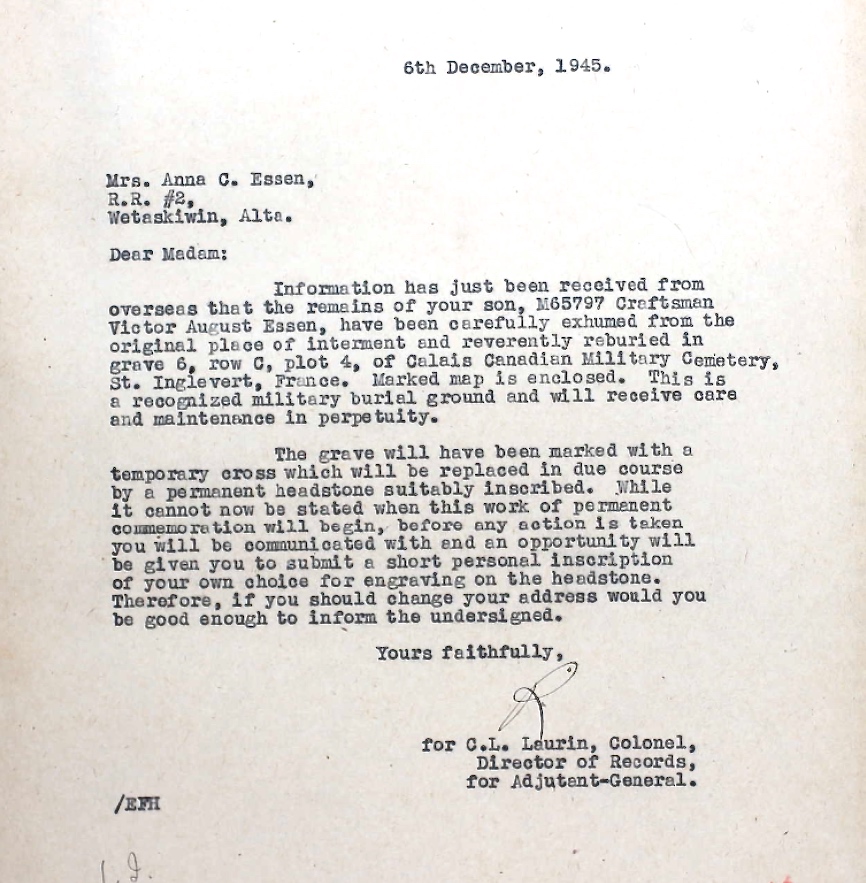 6th December, 1945.
Mrs. Anna C. Essen,
R.R. #2,
Wetaskiwin, Alta.
Dear Madam:
Information has just been received from
overseas that the remains of your son, M65797 Craftsman
Victor August Essen, have been carefully exhumed from the
original place of interment and reverently reburied in
grave 6, row C, plot 4, of Calais Canadian Military Cemetery,
St. Inglevert, France. Marked map is enclosed. This is
a recognized military burial ground and will receive care
and maintenance in perpetuity.
The grave will have been marked with a
temporary cross which will be replaced in due course
by a permanent headstone suitably inscribed. While
it cannot now be stated when this work of permanent
commemoration will begin, before any action is taken
you will be communicated with and an opportunity will
be given you to submit a short personal inscription
of your own choice for engraving on the headstone.
Therefore, if you should change your address would you
be good enough to inform the undersigned.
Yours faithfully,
for C.L. Laurin, Colonel,
Director of Records,
for Adjutant-General.
/EFH